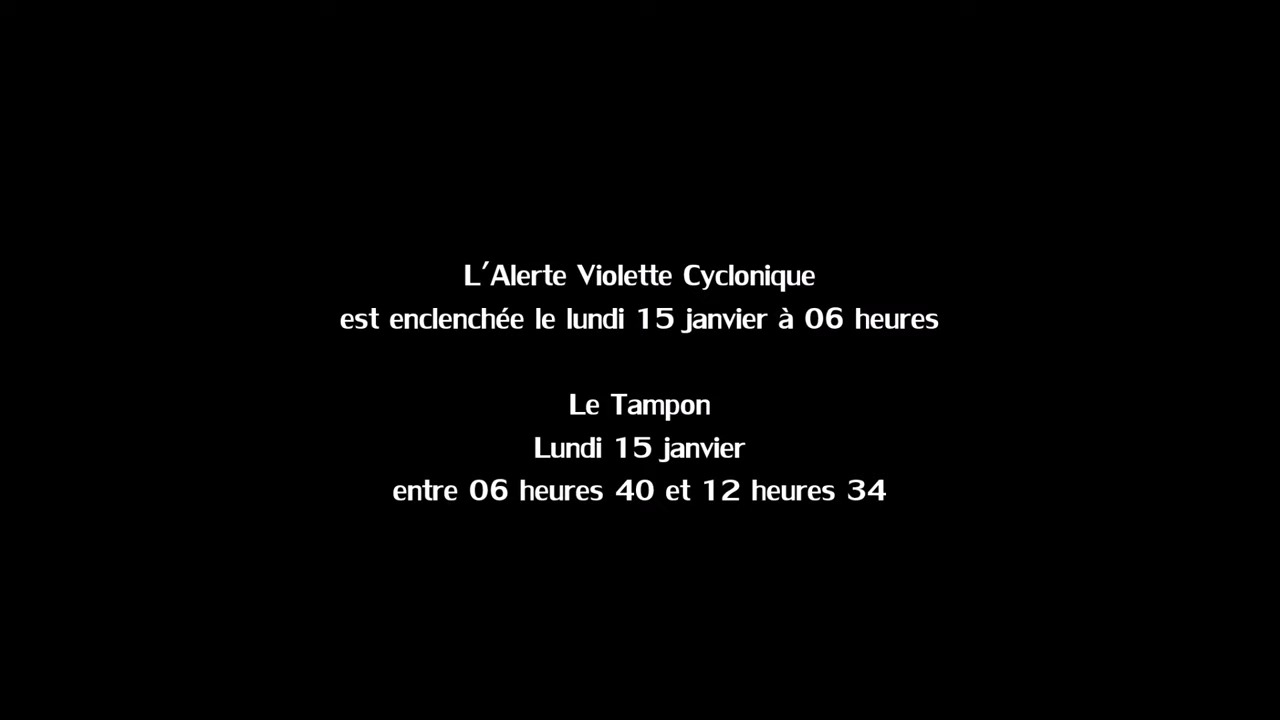 L'Alerte Violette Cyclonique
est enclenchée le lundi 15 janvier à 06 heures
Le Tampon
Lundi 15 janvier
entre 06 heures 40 et 12 heures 34